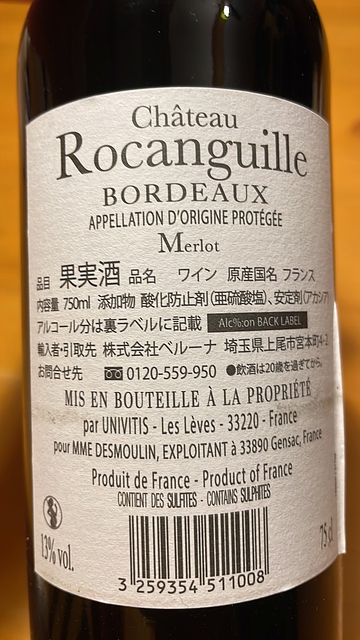 Château
Rocanguille
BORDEAUX
APPELLATION D'ORIGINE PROTÉGÉE
Merlot
品目 果実酒 品名 ワイン 原産国名 フランス
内容量 750ml 添加物 酸化防止剤(亜硫酸塩)、安定剤(アカシア
アルコール分は裏ラベルに記載 Alc%:on BACK LABEL
輸入者・引取先 株式会社ベルーナ 埼玉県上尾市宮本町4-2
お問合せ先 0120-559-950 ●飲酒は20歳を過ぎてから。
MIS EN BOUTEILLE À LA PROPRIÉTÉ
par UNIVITIS - Les Lèves - 33220 - France
pour MME DESMOULIN, EXPLOITANT à 33890 Gensac, France
Produit de France - Product of France
CONTIENT DES SULFITES - CONTAINS SULPHITES
13% vol.
75 cl
3 259354 511008